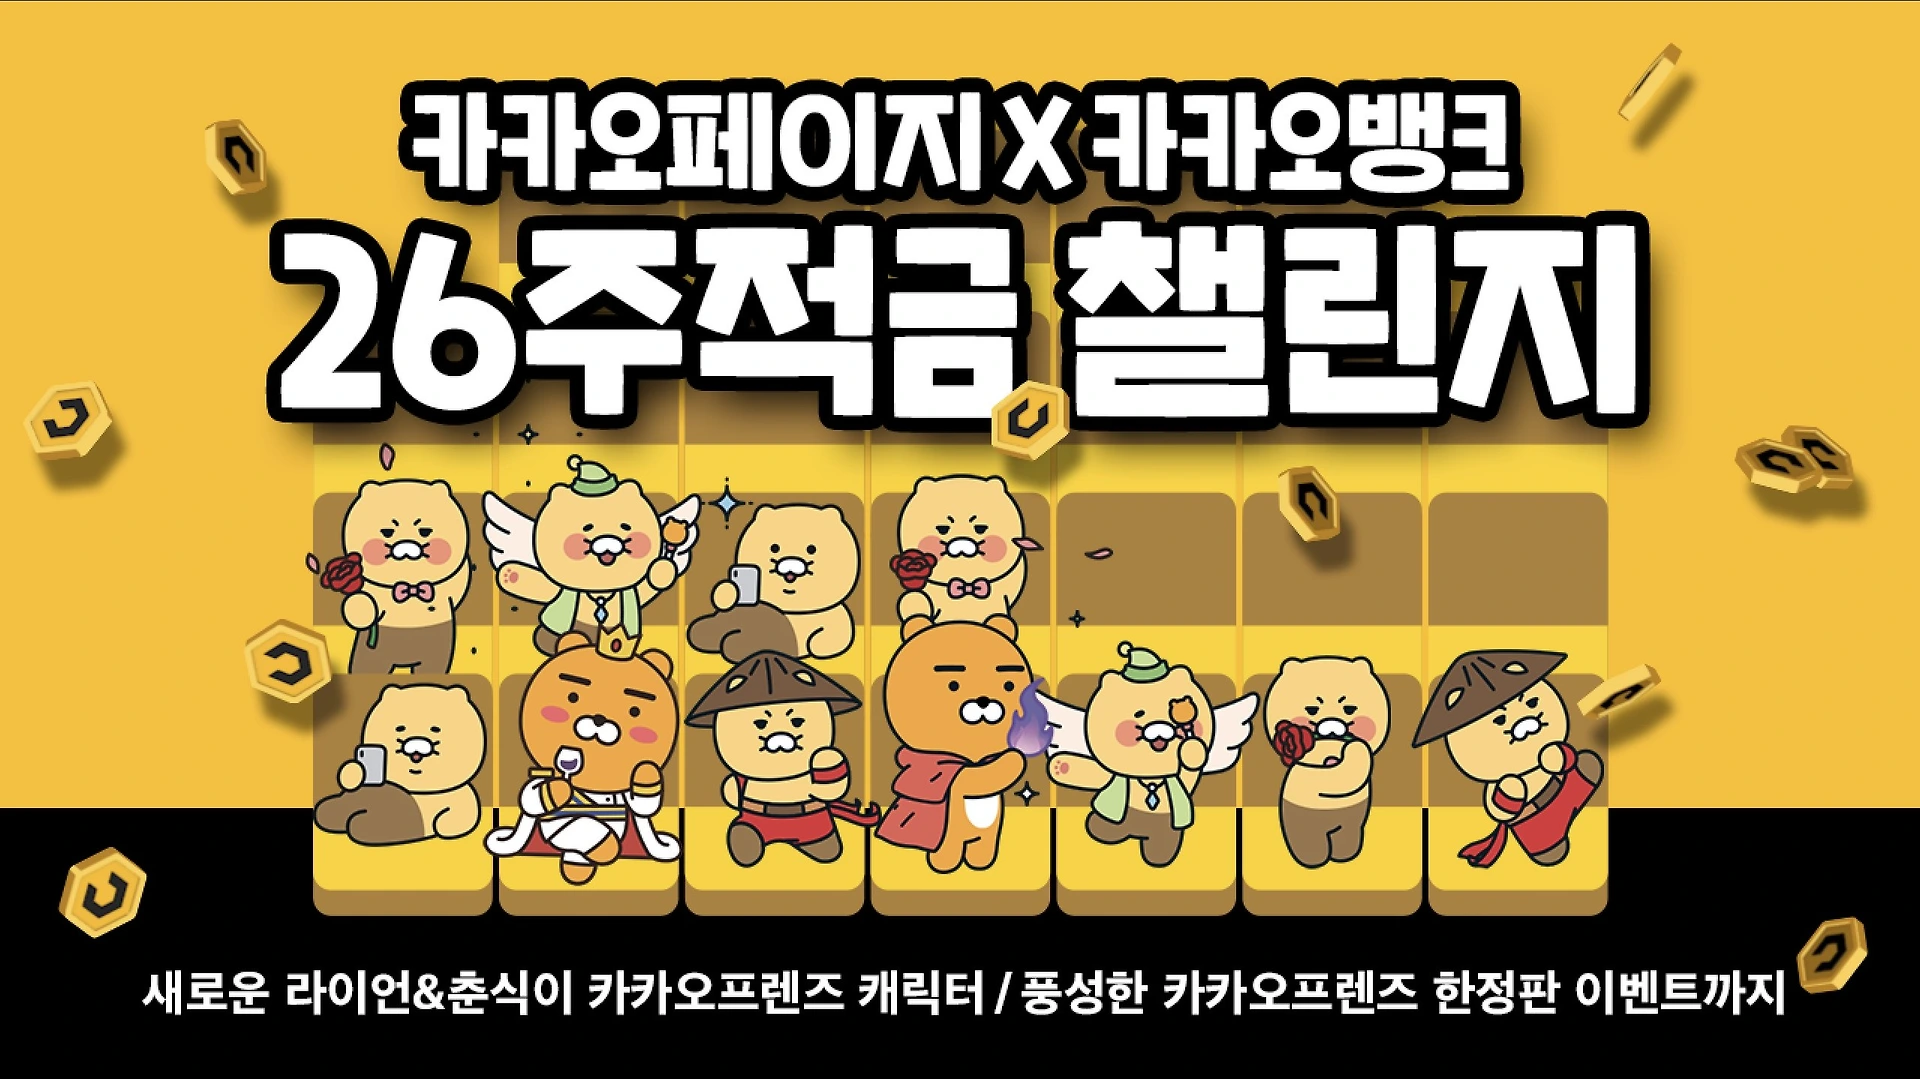 카카오페이지 X 카카오뱅크
26주적금 챌린지
새로운 라이언&춘식이 카카오프렌즈 캐릭터 / 풍성한 카카오프렌즈 한정판 이벤트까지